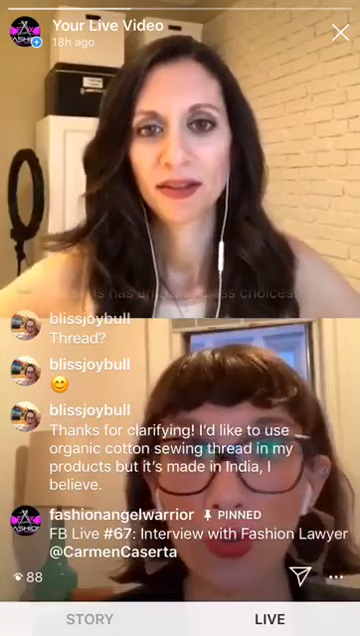 Your Live Video
18h ago
blissjoybull
Thread?
blissjoybull
😊
blissjoybull
Thanks for clarifying! I'd like to use
organic cotton sewing thread in my
products but it's made in India, I
believe.
fashionangelwarrior PINNED
FB Live #67: Interview with Fashion Lawyer
@CarmenCaserta
88
STORY
LIVE